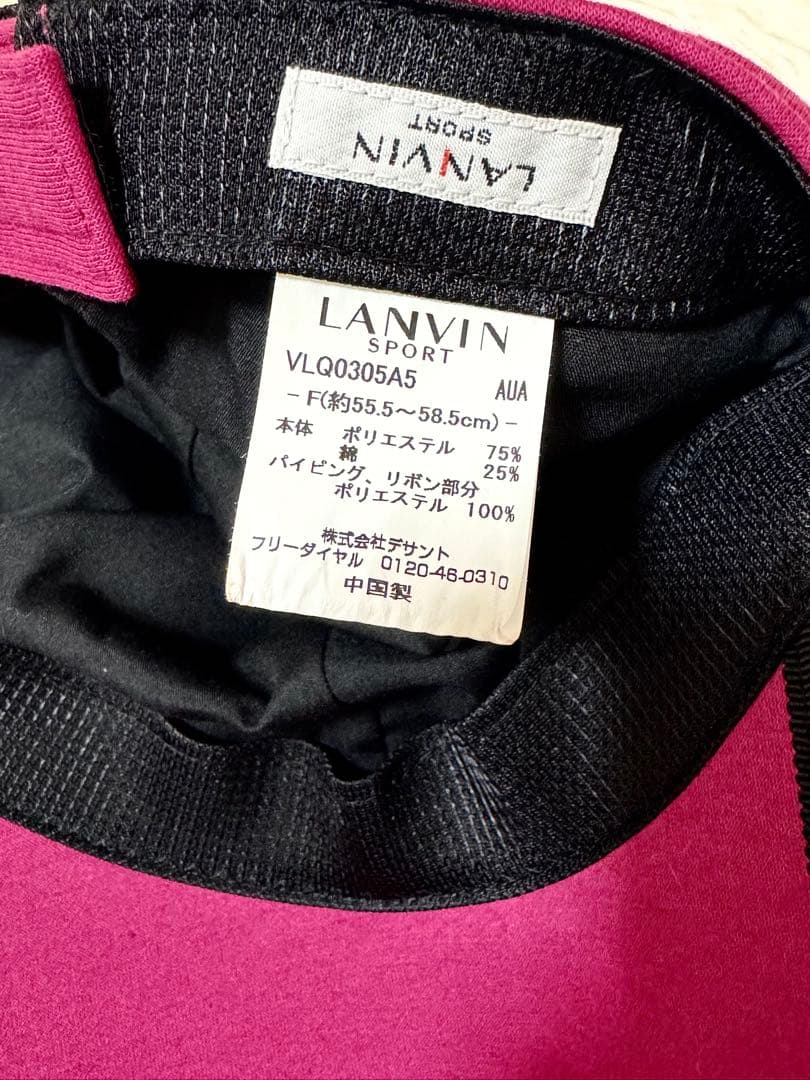 LANVIN
SPORT
LANVIN
SPORT
VLQ0305A5 AUA
- F(約55.5～58.5cm) -
本体 ポリエステル 75%
綿 25%
パイピング、リボン部分
ポリエステル 100%
株式会社デサント
フリーダイヤル 0120-46-0310
中国製